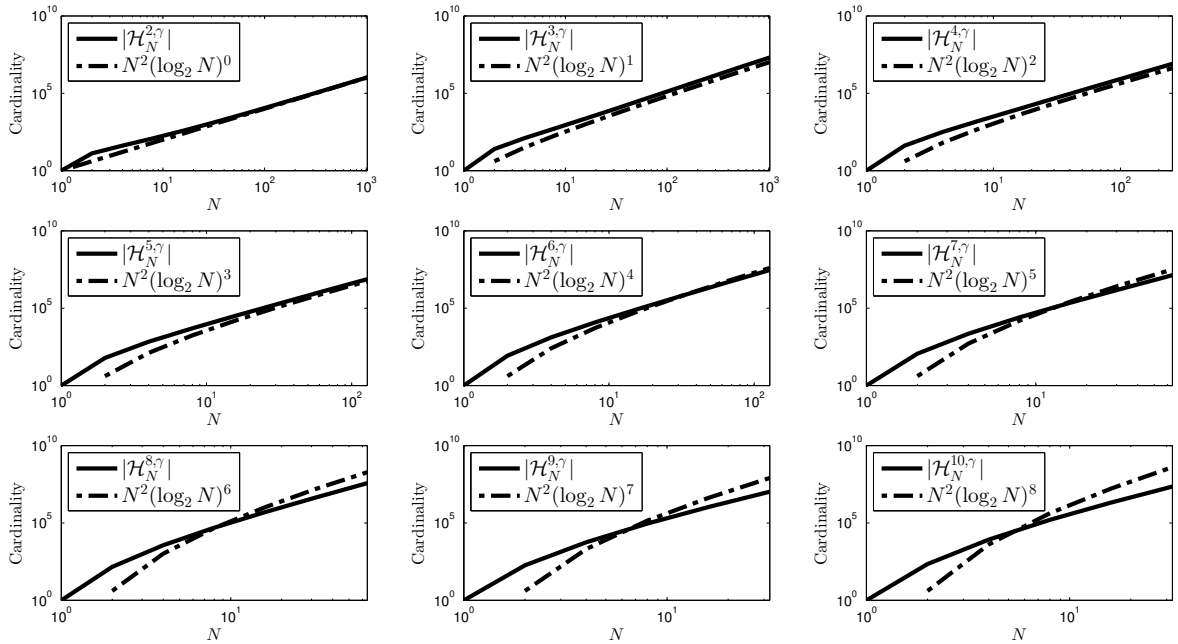 10^10
10^5
10^0
Cardinality
|ℋ_N^{2,γ}|
N^2(log_2 N)^0
10^0 10^1 10^2 10^3
N
10^10
10^5
10^0
Cardinality
|ℋ_N^{3,γ}|
N^2(log_2 N)^1
10^0 10^1 10^2 10^3
N
10^10
10^5
10^0
Cardinality
|ℋ_N^{4,γ}|
N^2(log_2 N)^2
10^0 10^1 10^2
N
10^10
10^5
10^0
Cardinality
|ℋ_N^{5,γ}|
N^2(log_2 N)^3
10^0 10^1 10^2
N
10^10
10^5
10^0
Cardinality
|ℋ_N^{6,γ}|
N^2(log_2 N)^4
10^0 10^1 10^2
N
10^10
10^5
10^0
Cardinality
|ℋ_N^{7,γ}|
N^2(log_2 N)^5
10^0 10^1
N
10^10
10^5
10^0
Cardinality
|ℋ_N^{8,γ}|
N^2(log_2 N)^6
10^0 10^1
N
10^10
10^5
10^0
Cardinality
|ℋ_N^{9,γ}|
N^2(log_2 N)^7
10^0 10^1
N
10^10
10^5
10^0
Cardinality
|ℋ_N^{10,γ}|
N^2(log_2 N)^8
10^0 10^1
N